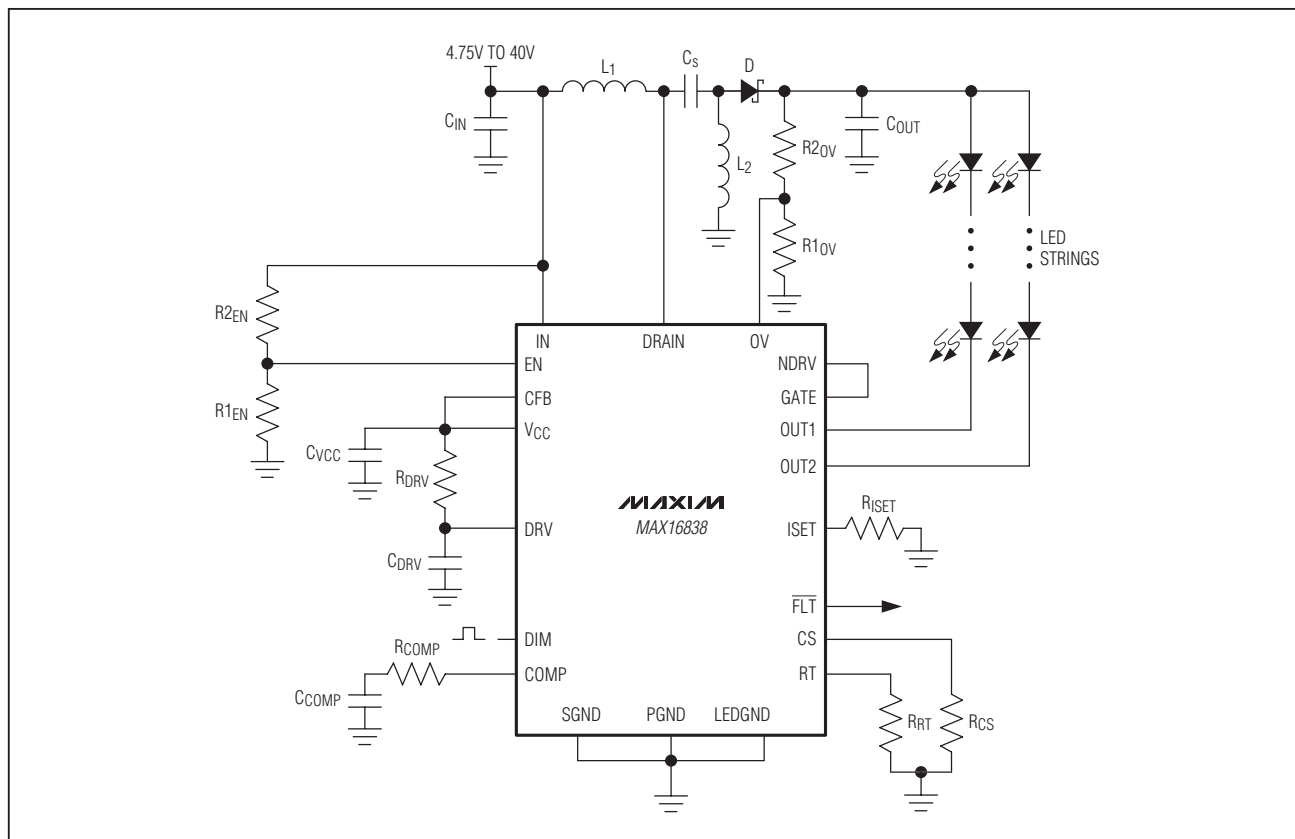 4.75V TO 40V
L1
CS
D
CIN
R2OV
COUT
L2
R1OV
LED
STRINGS
R2EN
R1EN
IN
DRAIN
OV
EN
NDRV
CFB
GATE
VCC
OUT1
CVCC
OUT2
RDRV
MAXIM
MAX16838
RISET
DRV
ISET
CDRV
FLT
DIM
CS
RCOMP
COMP
RT
CCOMP
SGND
PGND
LEDGND
RRT
RCS